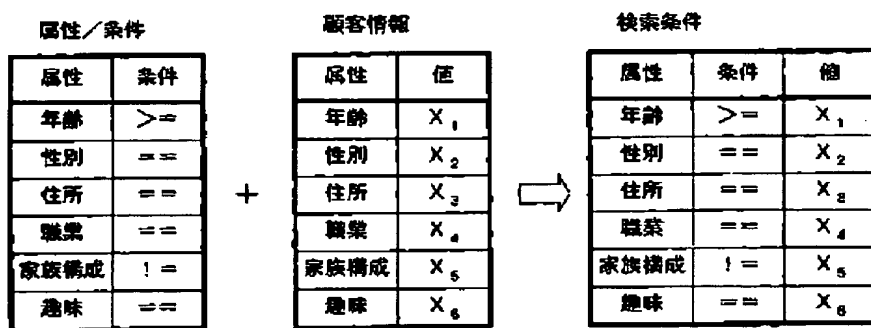 属性／条件
属性 条件
年齢 >=
性別 ==
住所 ==
職業 ==
家族構成 !=
趣味 ==
+
顧客情報
属性 値
年齢 X₁
性別 X₂
住所 X₃
職業 X₄
家族構成 X₅
趣味 X₆
検索条件
属性 条件 値
年齢 >= X₁
性別 == X₂
住所 == X₃
職業 == X₄
家族構成 != X₅
趣味 == X₆